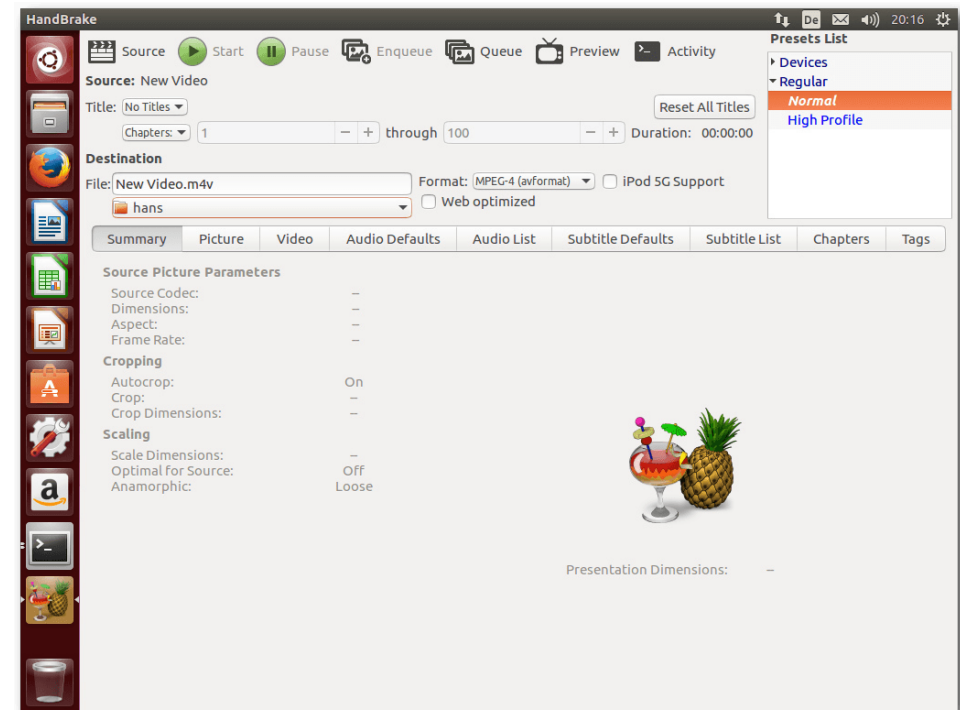 HandBrake De 20:16
Source Start Pause Enqueue Queue Preview Activity
Presets List
Devices
Regular
Normal
High Profile
Source: New Video
Title: No Titles Reset All Titles
Chapters: 1 − + through 100 − + Duration: 00:00:00
Destination
File: New Video.m4v Format: MPEG-4 (avformat) iPod 5G Support
hans Web optimized
Summary Picture Video Audio Defaults Audio List Subtitle Defaults Subtitle List Chapters Tags
Source Picture Parameters
Source Codec: –
Dimensions: –
Aspect: –
Frame Rate: –
Cropping
Autocrop: On
Crop: –
Crop Dimensions: –
Scaling
Scale Dimensions: –
Optimal for Source: Off
Anamorphic: Loose
Presentation Dimensions: –